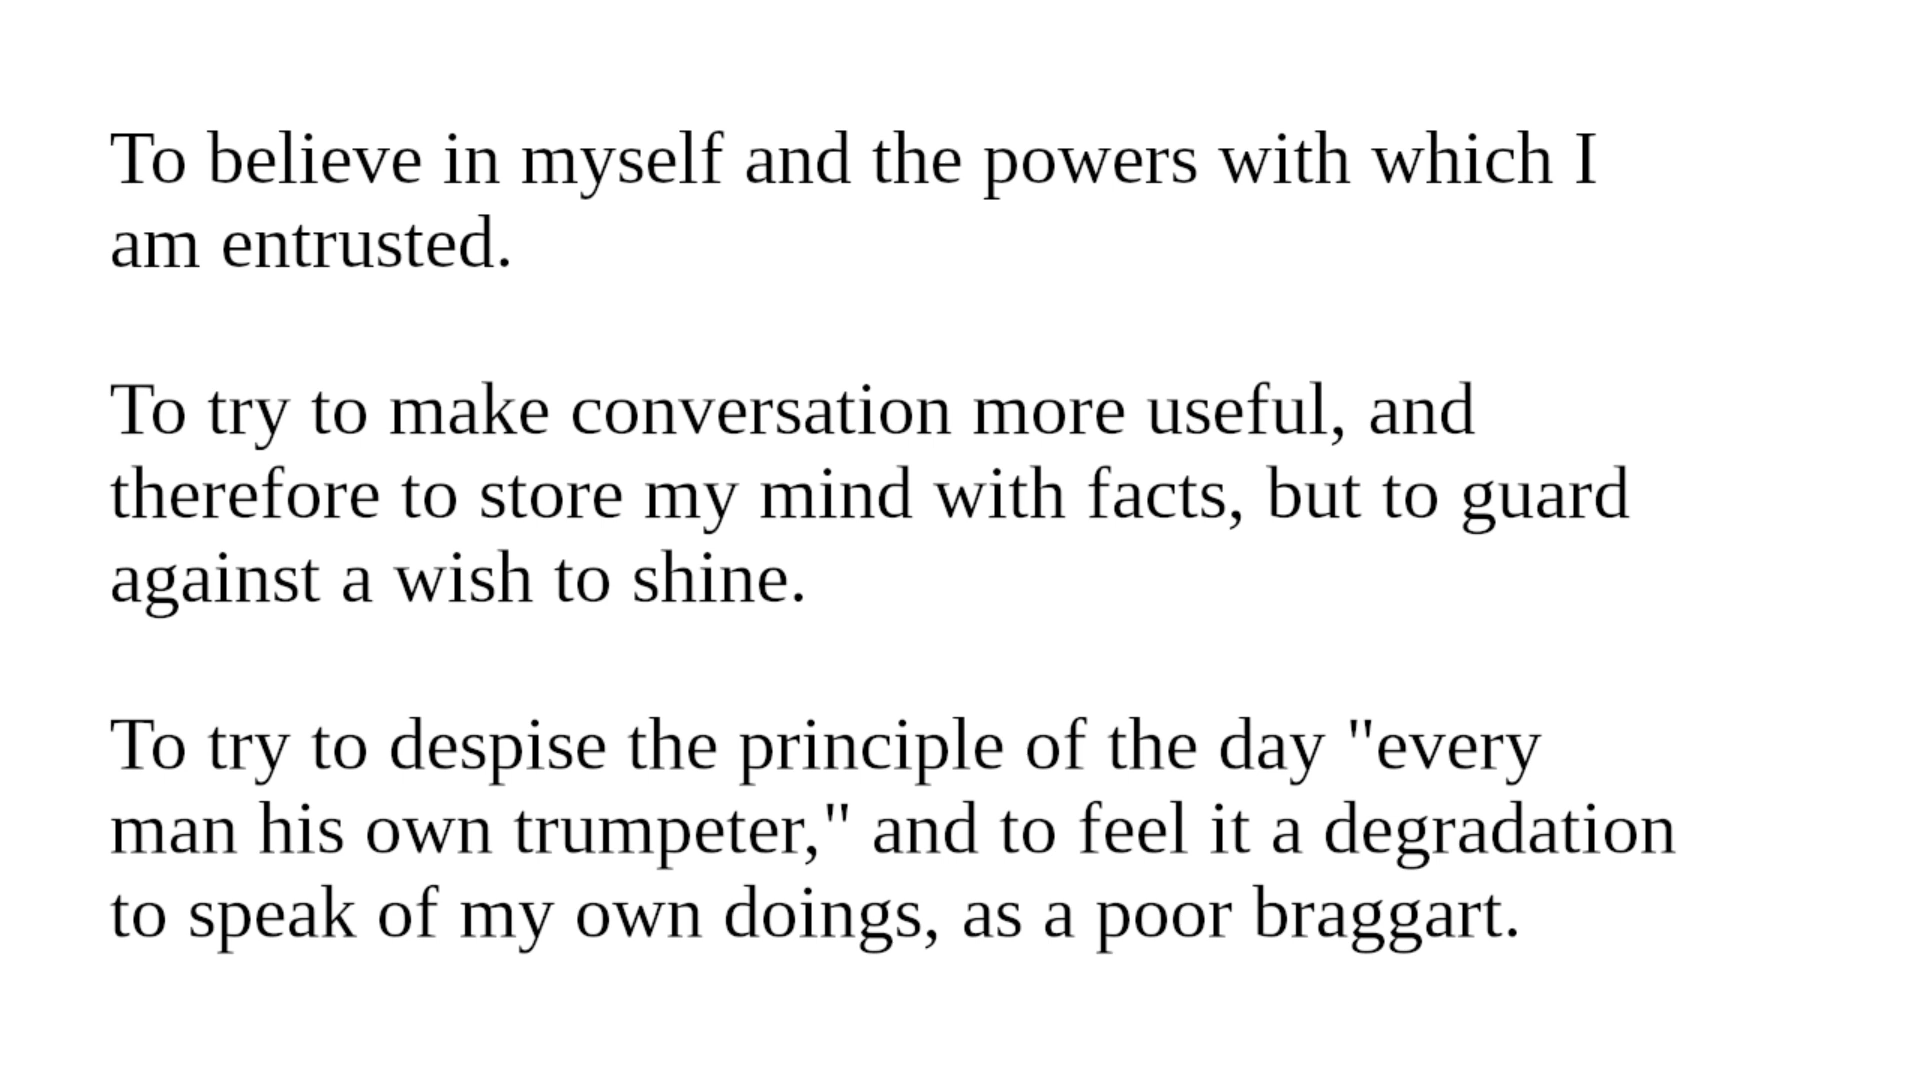 To believe in myself and the powers with which I
am entrusted.
To try to make conversation more useful, and
therefore to store my mind with facts, but to guard
against a wish to shine.
To try to despise the principle of the day "every
man his own trumpeter," and to feel it a degradation
to speak of my own doings, as a poor braggart.